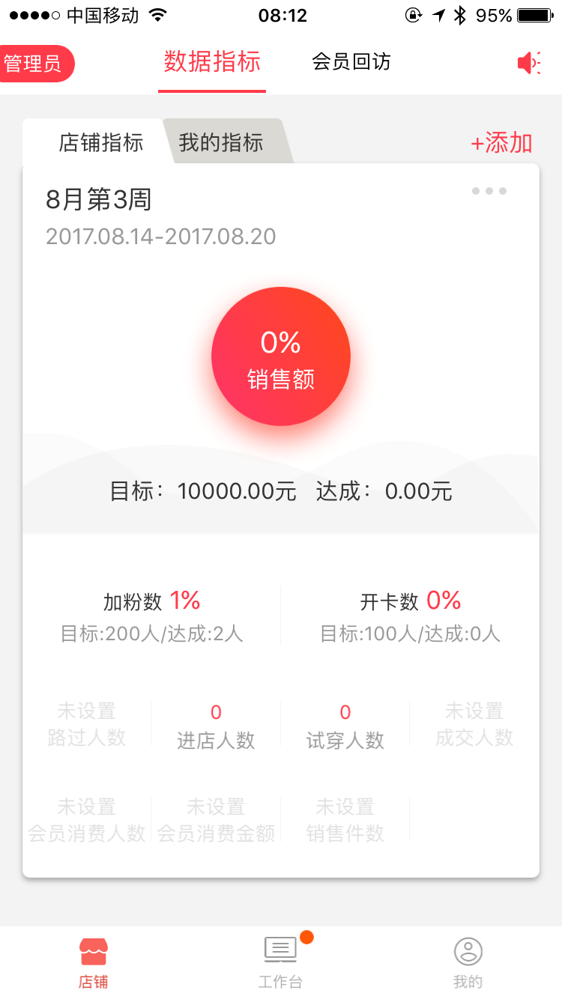 中国移动 08:12 95%
管理员 数据指标 会员回访
店铺指标 我的指标 +添加
8月第3周
2017.08.14-2017.08.20
0%
销售额
目标：10000.00元 达成：0.00元
加粉数 1% 开卡数 0%
目标:200人/达成:2人 目标:100人/达成:0人
未设置 0 0 未设置
路过人数 进店人数 试穿人数 成交人数
未设置 未设置 未设置
会员消费人数 会员消费金额 销售件数
店铺 工作台 我的